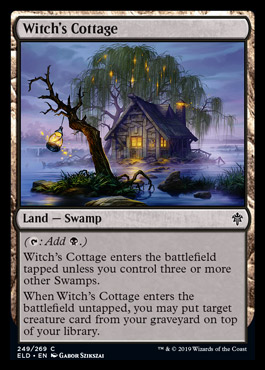 Witch's Cottage
Land — Swamp
(: Add .)
Witch's Cottage enters the battlefield
tapped unless you control three or more
other Swamps.
When Witch's Cottage enters the
battlefield untapped, you may put target
creature card from your graveyard on top
of your library.
249/269 C
ELD • EN Gabor Szikszai
™ & © 2019 Wizards of the Coast